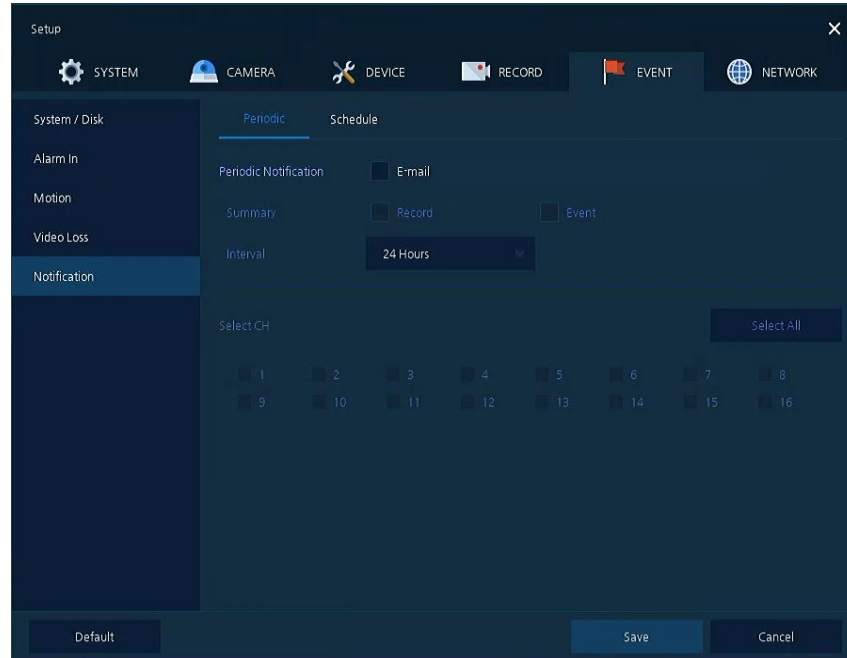 Setup
SYSTEM CAMERA DEVICE RECORD EVENT NETWORK
System / Disk
Alarm In
Motion
Video Loss
Notification
Periodic Schedule
Periodic Notification E-mail
Summary Record Event
Interval 24 Hours
Select CH Select All
1 2 3 4 5 6 7 8
9 10 11 12 13 14 15 16
Default Save Cancel